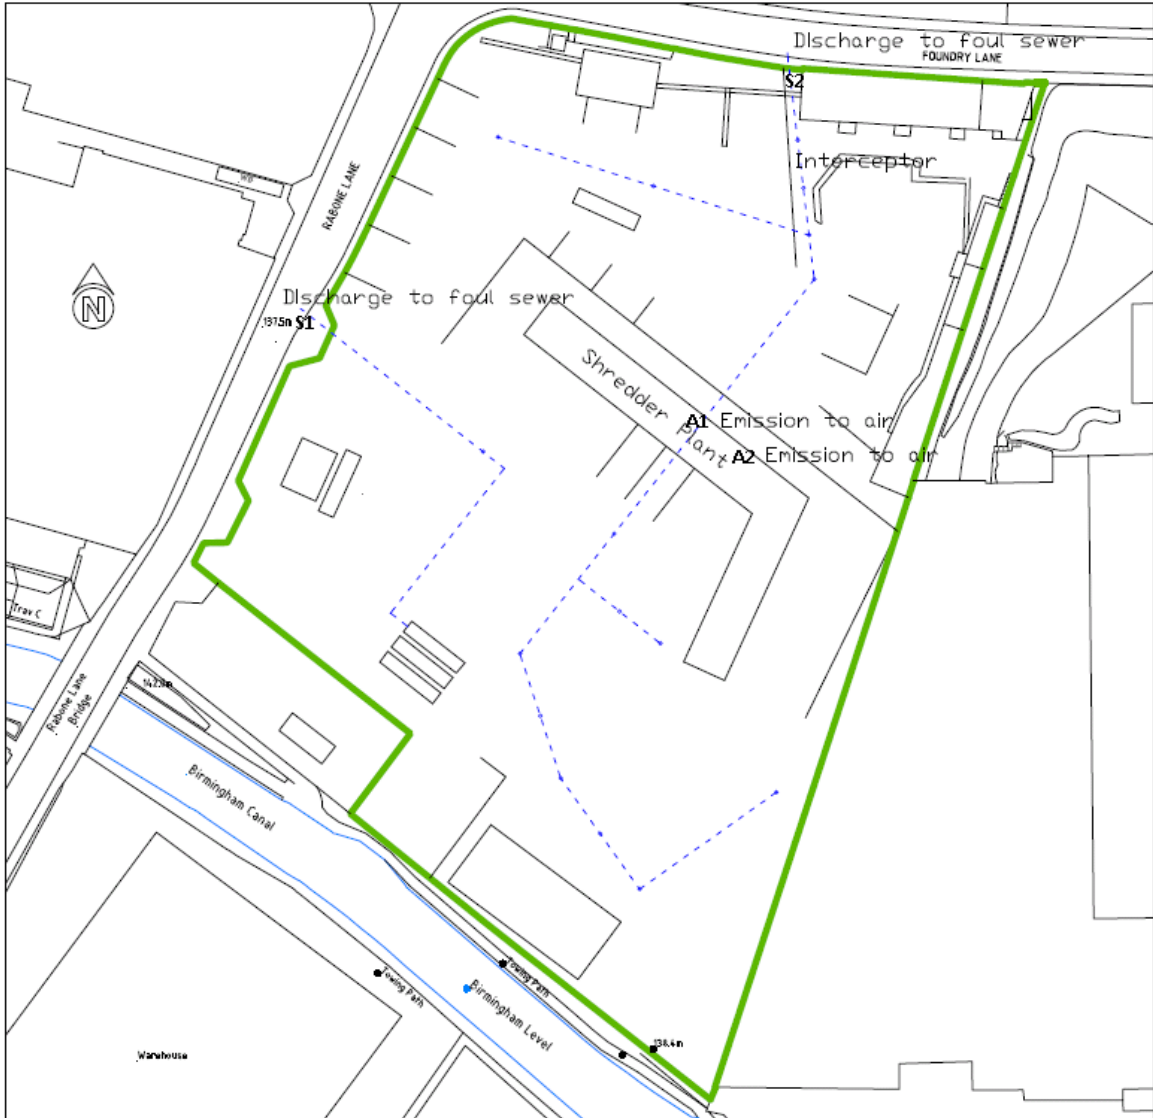 DIscharge to foul sewer
FOUNDRY LANE
S2
Interceptor
RABONE LANE
N
DIscharge to foul sewer
137.5m S1
Shredder Plant
A1 Emission to air
A2 Emission to air
Trav C
142.0m
Rabone Lane
Bridge
Birmingham Canal
Towing Path
Towing Path
Birmingham Level
138.4m
Warehouse